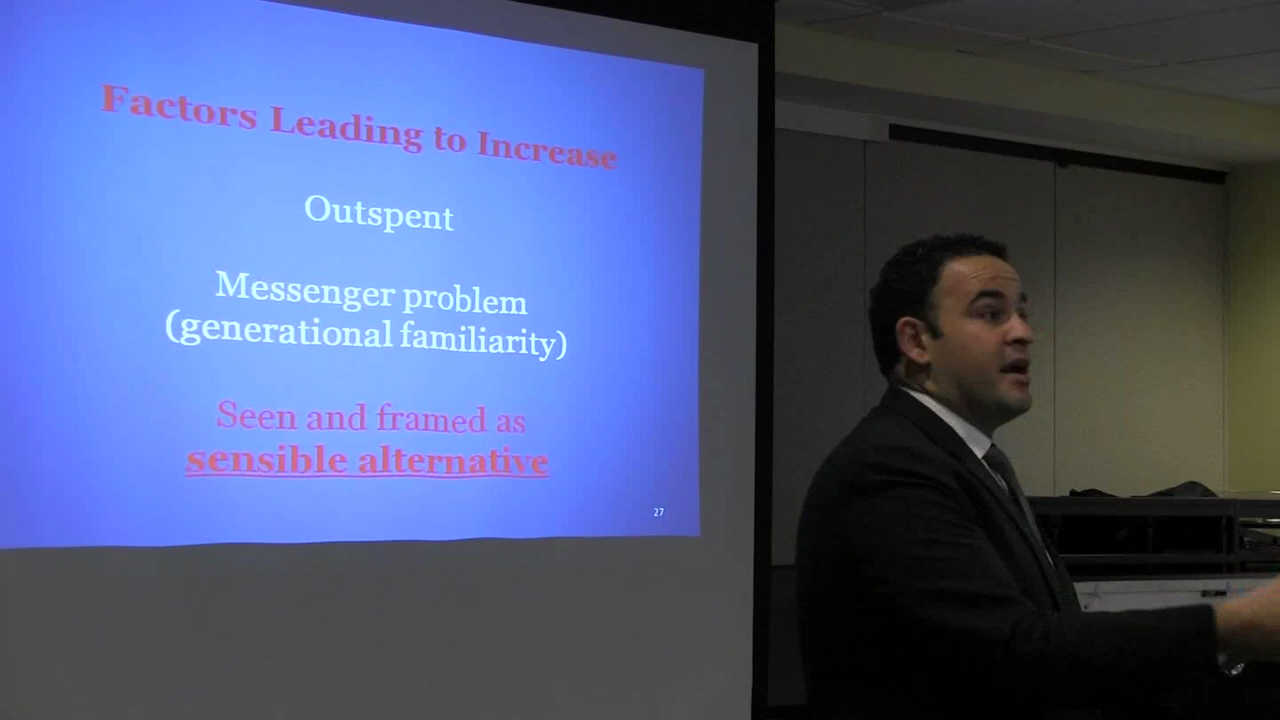 Factors Leading to Increase
Outspent
Messenger problem
(generational familiarity)
Seen and framed as
sensible alternative
27